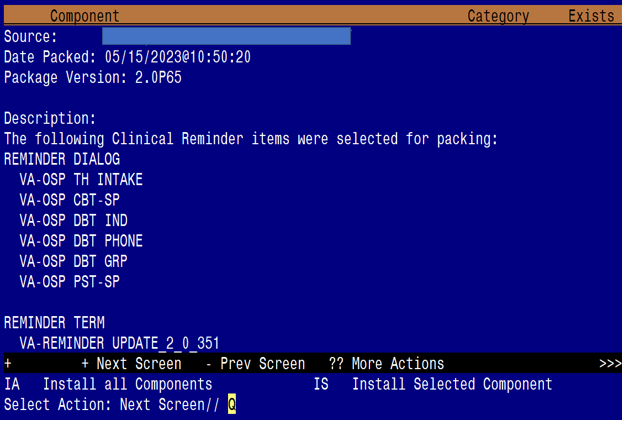 Component Category Exists
Source:
Date Packed: 05/15/2023@10:50:20
Package Version: 2.0P65
Description:
The following Clinical Reminder items were selected for packing:
REMINDER DIALOG
VA-OSP TH INTAKE
VA-OSP CBT-SP
VA-OSP DBT IND
VA-OSP DBT PHONE
VA-OSP DBT GRP
VA-OSP PST-SP
REMINDER TERM
VA-REMINDER UPDATE_2_0_351
+ + Next Screen - Prev Screen ?? More Actions >>>
IA Install all Components IS Install Selected Component
Select Action: Next Screen// Q